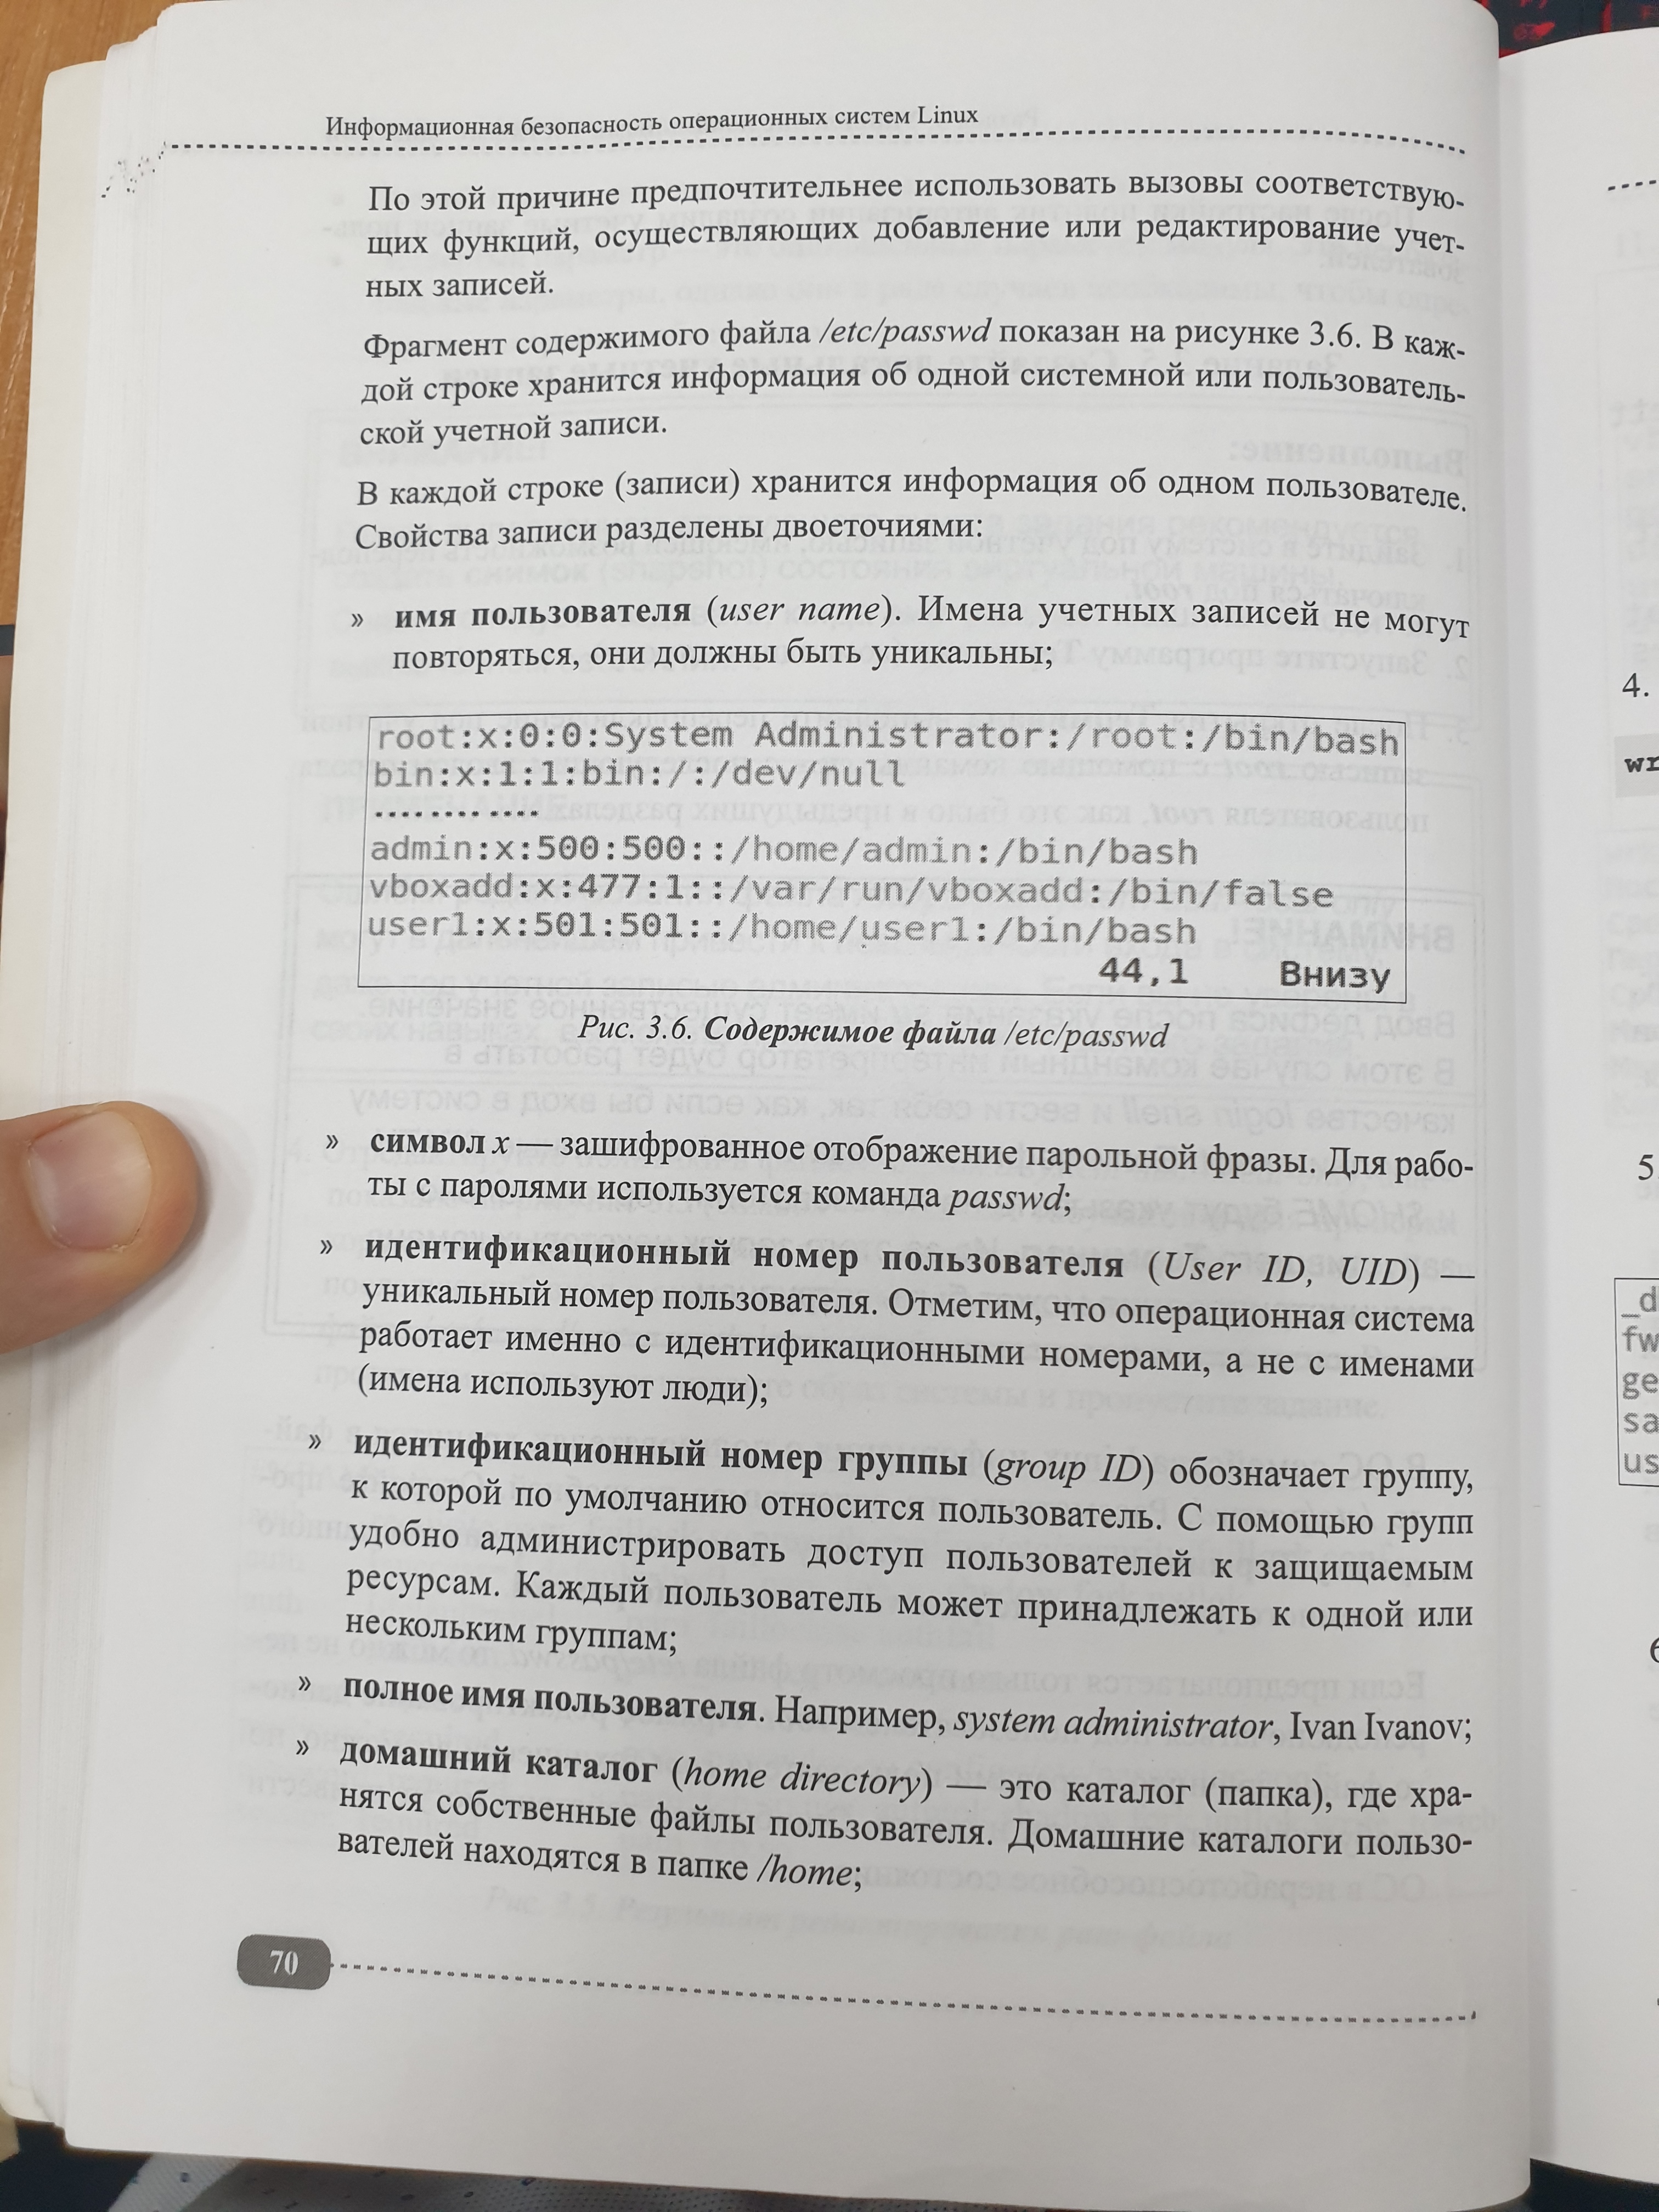 Информационная безопасность операционных систем Linux
По этой причине предпочтительнее использовать вызовы соответствую-
щих функций, осуществляющих добавление или редактирование учет-
ных записей.
Фрагмент содержимого файла /etc/passwd показан на рисунке 3.6. В каж-
дой строке хранится информация об одной системной или пользователь-
ской учетной записи.
В каждой строке (записи) хранится информация об одном пользователе.
Свойства записи разделены двоеточиями:
» имя пользователя (user name). Имена учетных записей не могут
повторяться, они должны быть уникальны;
root:x:0:0:System Administrator:/root:/bin/bash
bin:x:1:1:bin:/:/dev/null
............
admin:x:500:500::/home/admin:/bin/bash
vboxadd:x:477:1::/var/run/vboxadd:/bin/false
user1:x:501:501::/home/user1:/bin/bash
44,1 Внизу
Рис. 3.6. Содержимое файла /etc/passwd
» символ x — зашифрованное отображение парольной фразы. Для рабо-
ты с паролями используется команда passwd;
» идентификационный номер пользователя (User ID, UID) —
уникальный номер пользователя. Отметим, что операционная система
работает именно с идентификационными номерами, а не с именами
(имена используют люди);
» идентификационный номер группы (group ID) обозначает группу,
к которой по умолчанию относится пользователь. С помощью групп
удобно администрировать доступ пользователей к защищаемым
ресурсам. Каждый пользователь может принадлежать к одной или
нескольким группам;
» полное имя пользователя. Например, system administrator, Ivan Ivanov;
» домашний каталог (home directory) — это каталог (папка), где хра-
нятся собственные файлы пользователя. Домашние каталоги пользо-
вателей находятся в папке /home;
70
4.
wr
5.
_d
fw
ge
sa
us